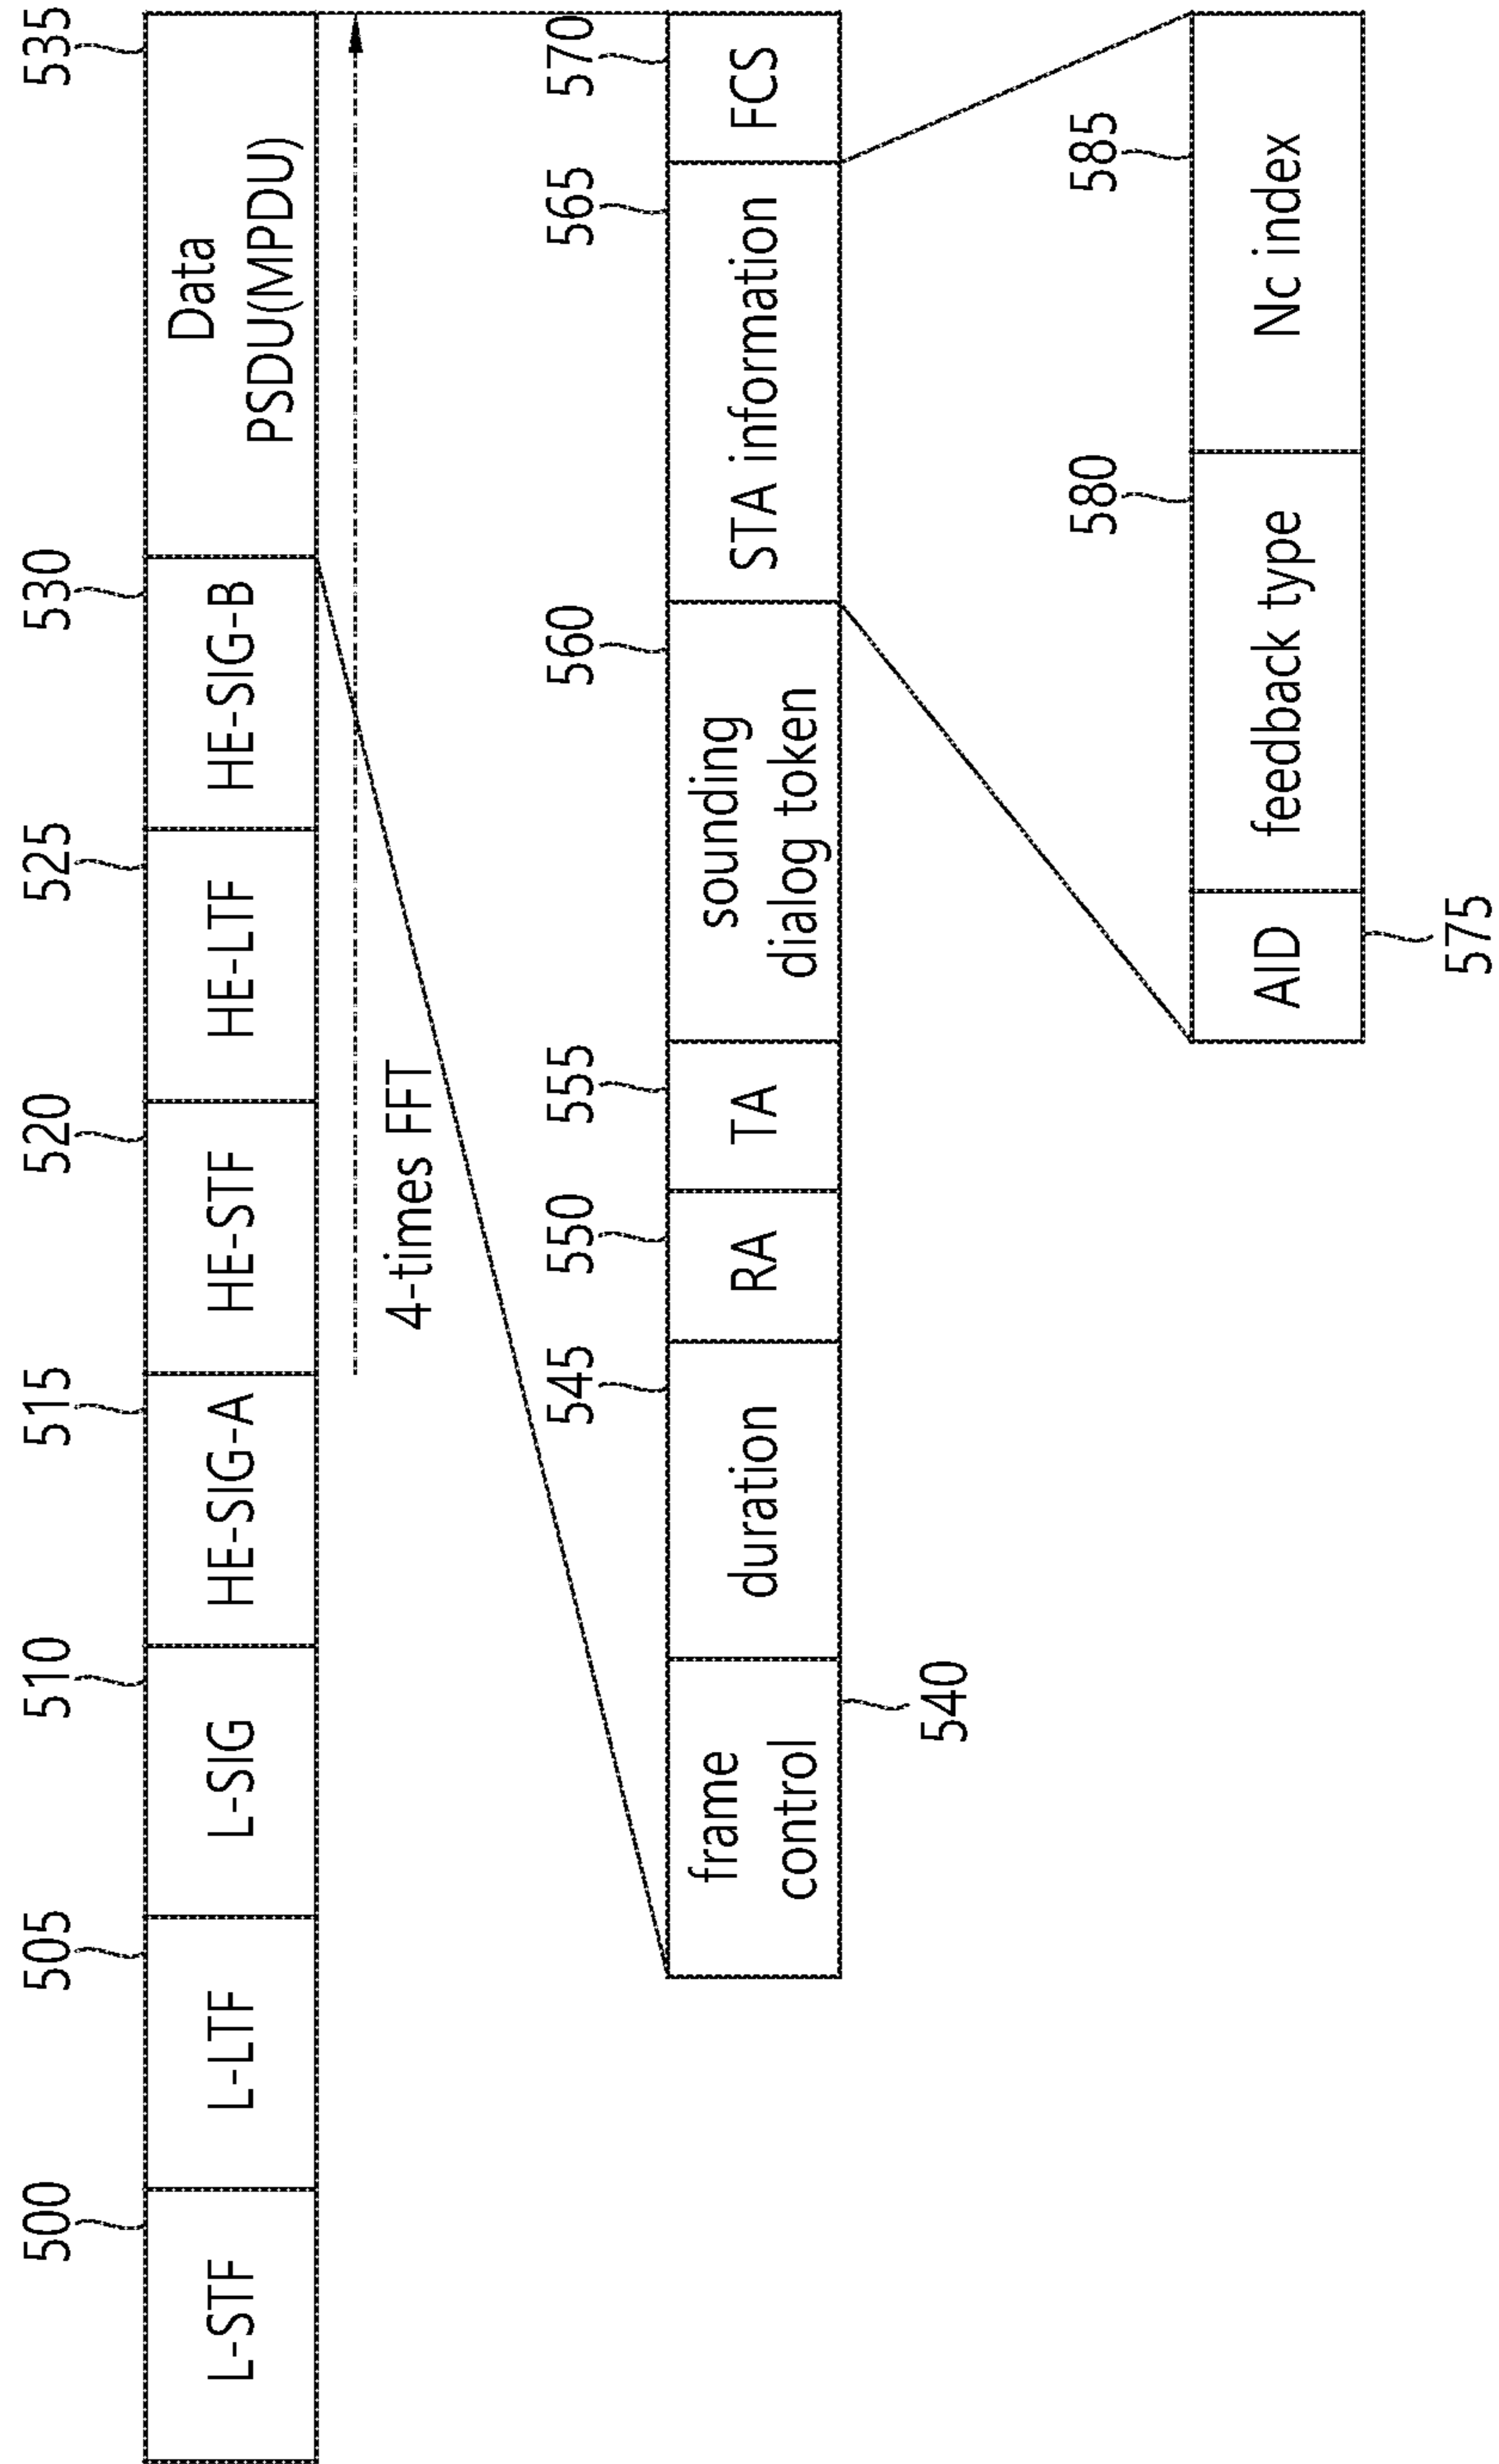 500
505
510
515
520
525
530
535
L-STF
L-LTF
L-SIG
HE-SIG-A
HE-STF
HE-LTF
HE-SIG-B
Data
PSDU(MPDU)
4-times FFT
545
550
555
560
565
570
frame
control
duration
RA
TA
sounding
dialog token
STA information
FCS
540
580
585
AID
feedback type
Nc index
575